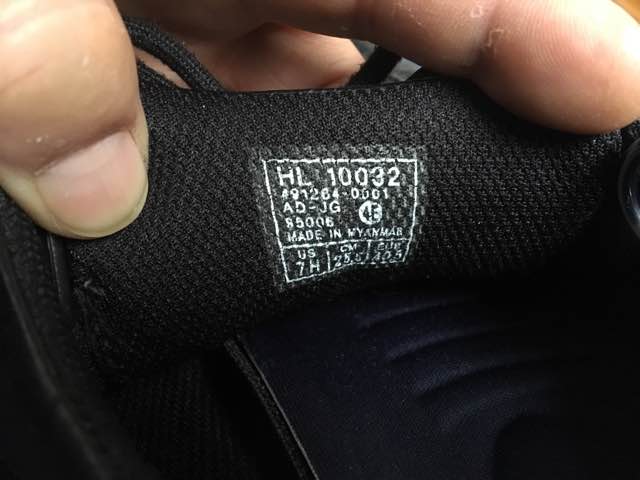 HL 10032
491264-0001
AD-JG 4E
85006
MADE IN MYANMAR
US CM EUR
7H 25.5 40.5